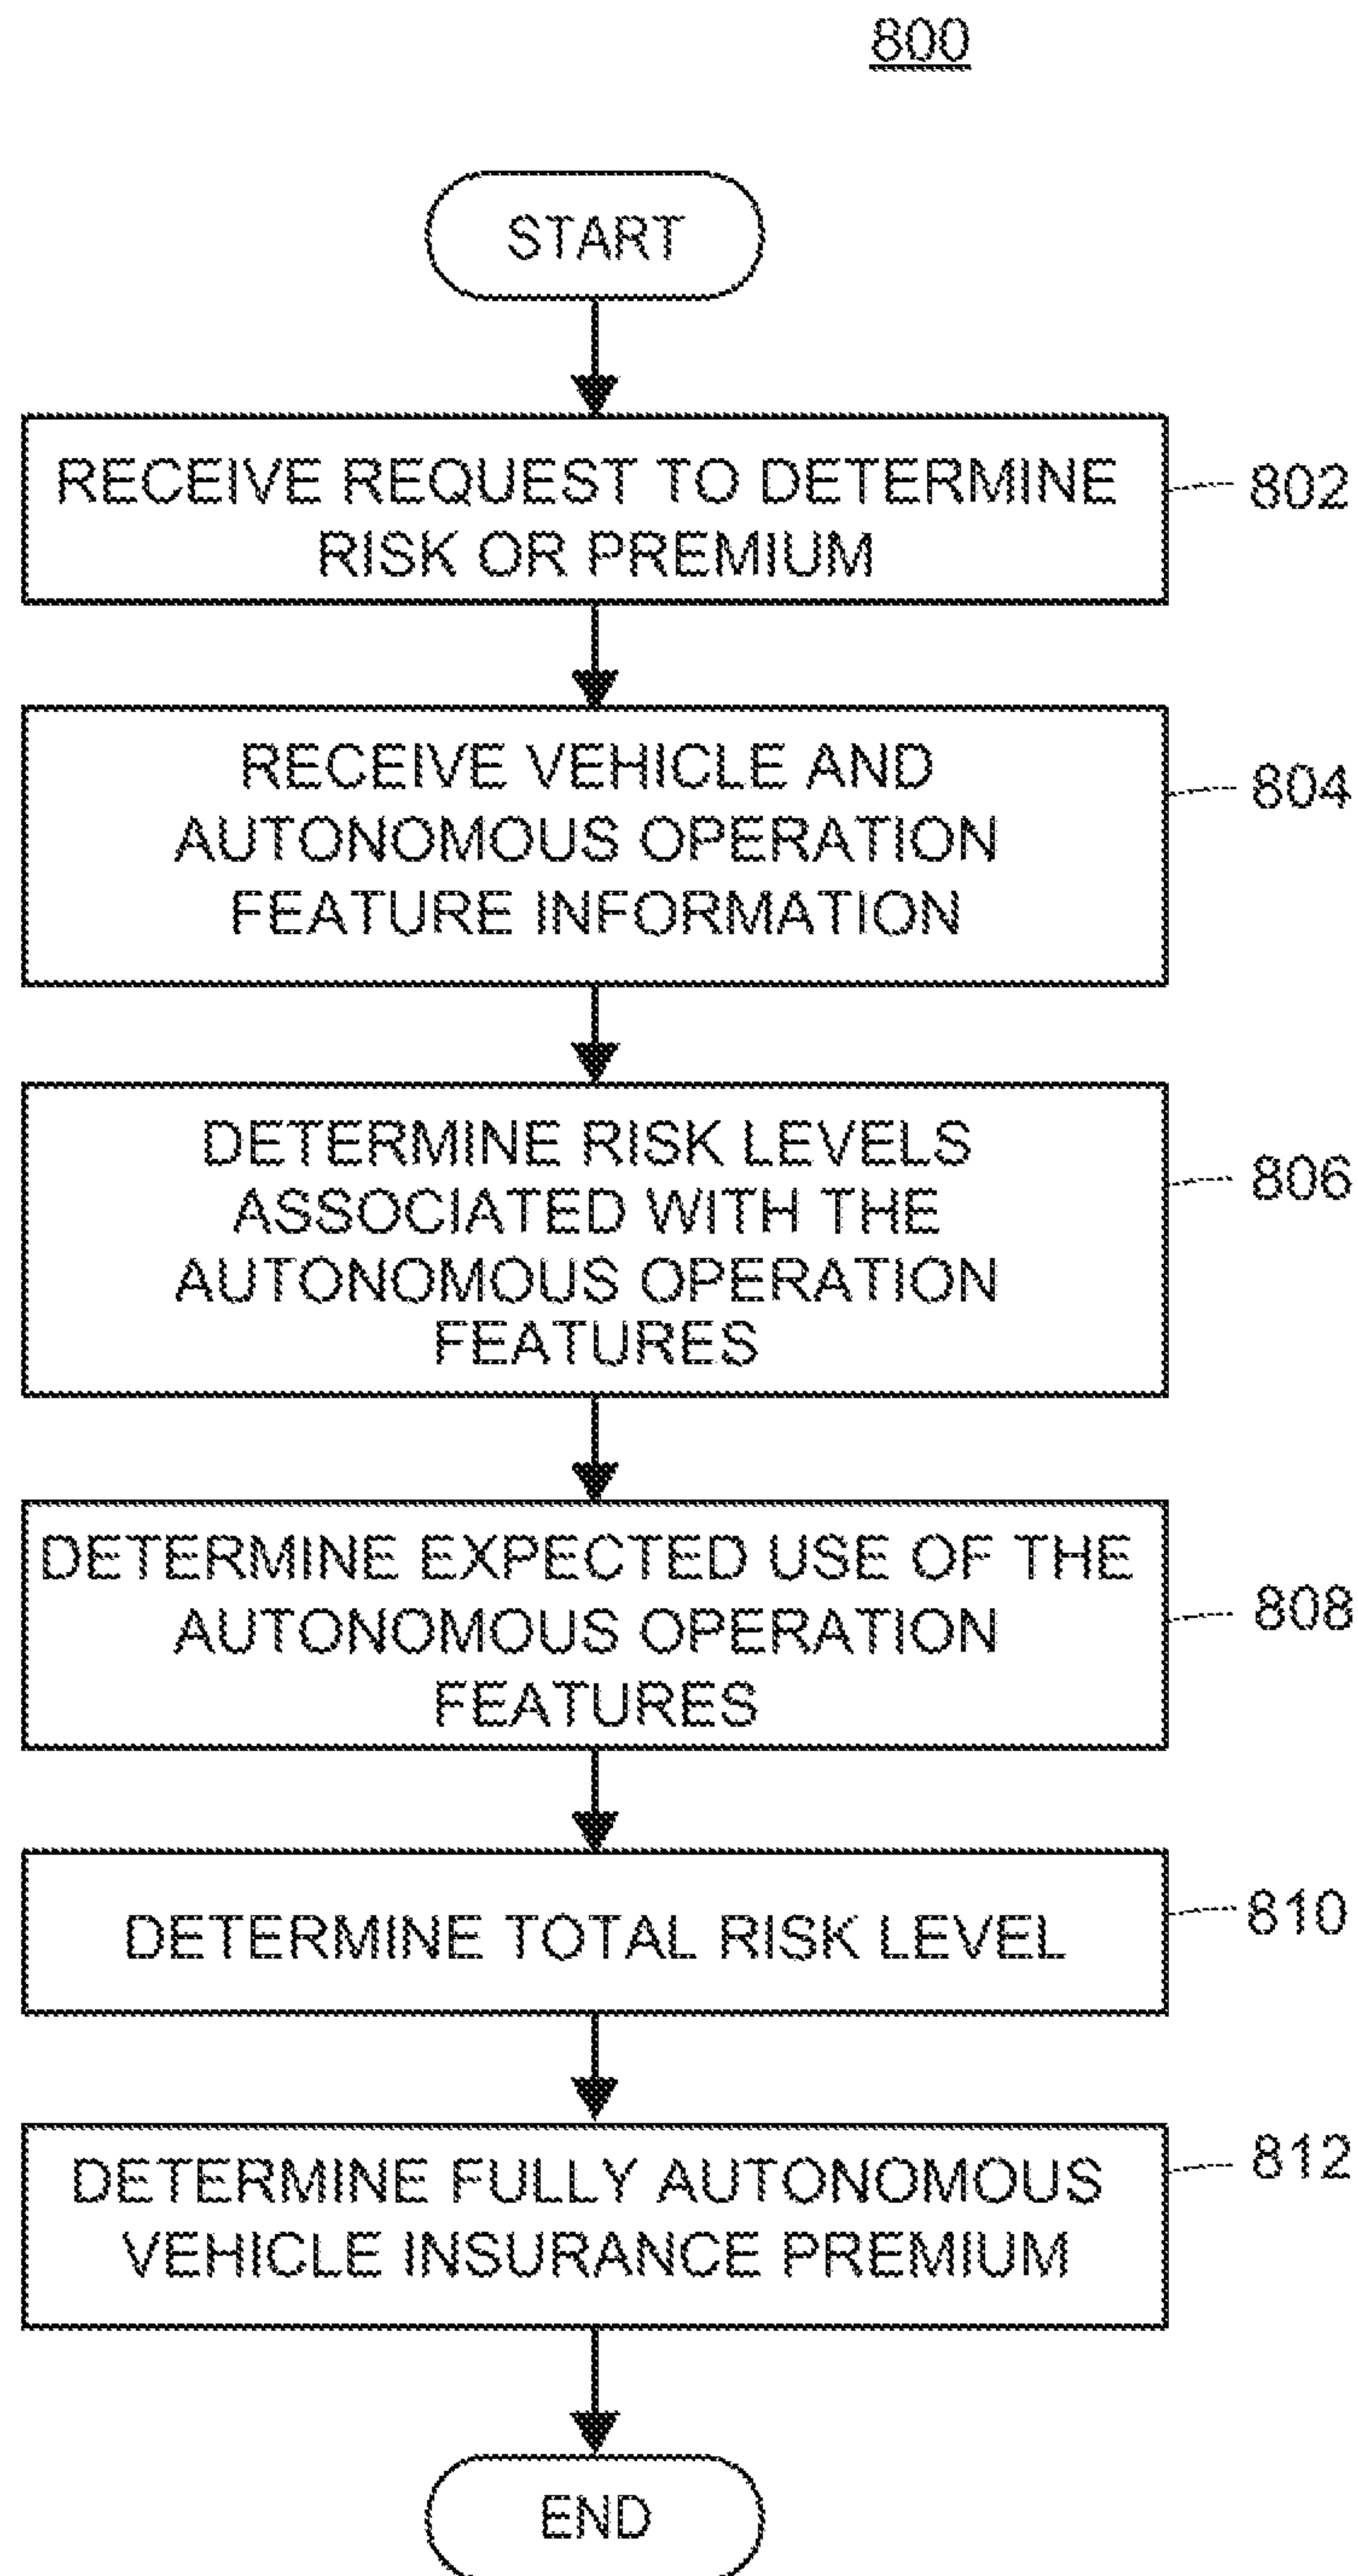 800
START
RECEIVE REQUEST TO DETERMINE
RISK OR PREMIUM
802
RECEIVE VEHICLE AND
AUTONOMOUS OPERATION
FEATURE INFORMATION
804
DETERMINE RISK LEVELS
ASSOCIATED WITH THE
AUTONOMOUS OPERATION
FEATURES
806
DETERMINE EXPECTED USE OF THE
AUTONOMOUS OPERATION
FEATURES
808
DETERMINE TOTAL RISK LEVEL
810
DETERMINE FULLY AUTONOMOUS
VEHICLE INSURANCE PREMIUM
812
END